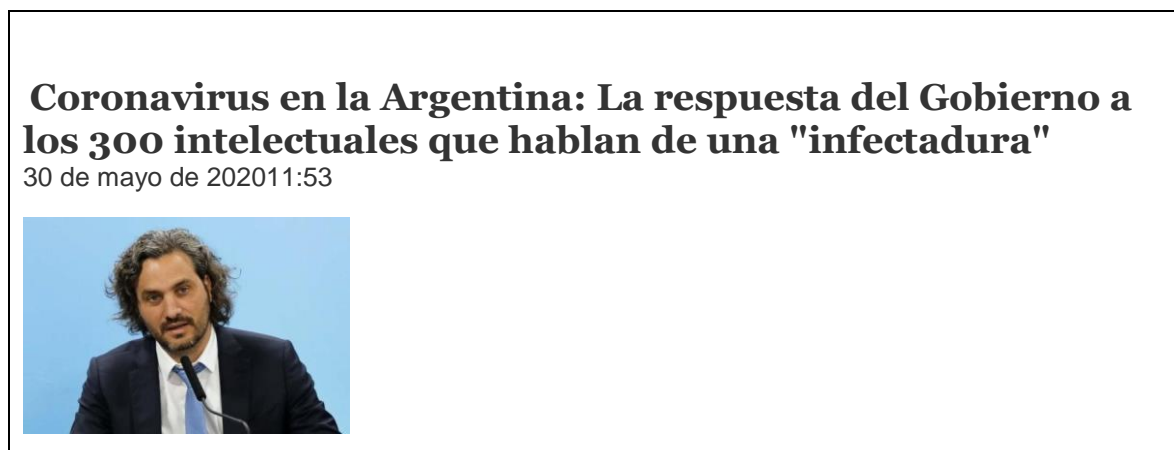 Coronavirus en la Argentina: La respuesta del Gobierno a
los 300 intelectuales que hablan de una "infectadura"
30 de mayo de 202011:53